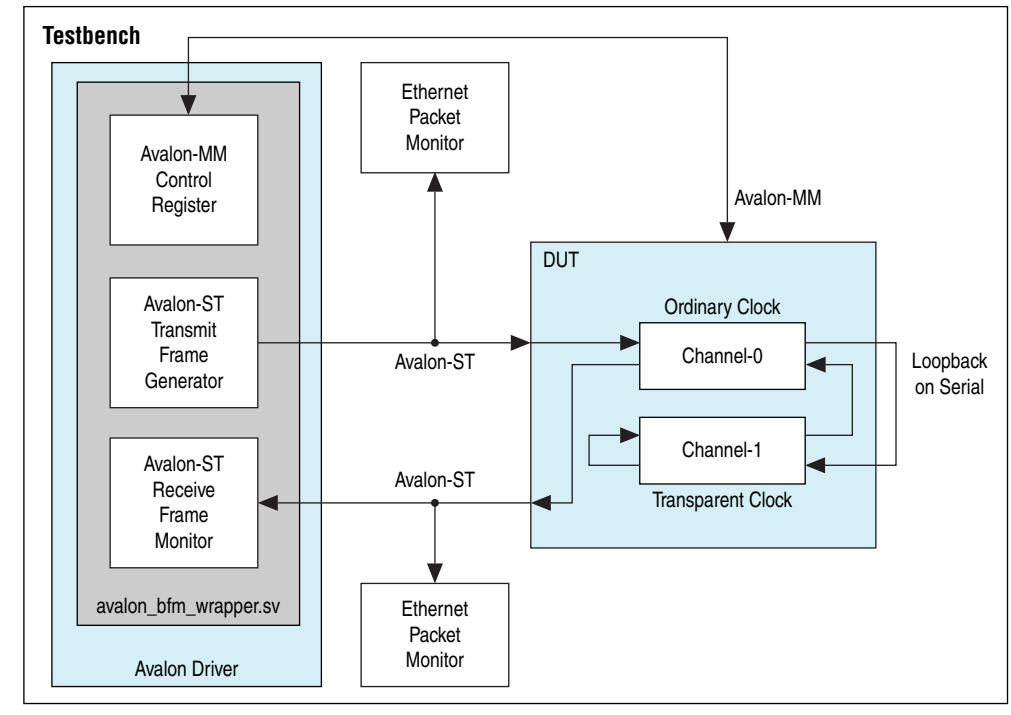 Testbench
Avalon-MM
Control
Register
Avalon-ST
Transmit
Frame
Generator
Avalon-ST
Receive
Frame
Monitor
avalon_bfm_wrapper.sv
Avalon Driver
Ethernet
Packet
Monitor
Avalon-ST
Avalon-ST
Ethernet
Packet
Monitor
Avalon-MM
DUT
Ordinary Clock
Channel-0
Channel-1
Transparent Clock
Loopback
on Serial